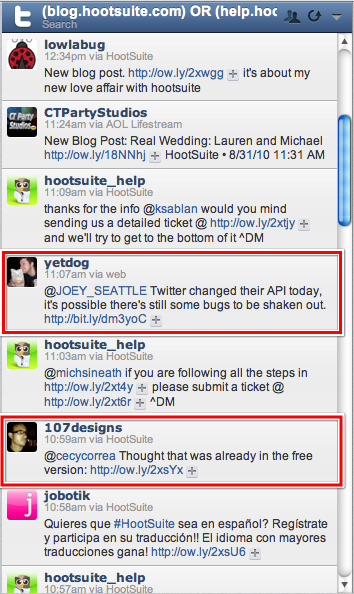 (blog.hootsuite.com) OR (help.hoo
Search
lowlabug
12:34pm via HootSuite
New blog post. http://ow.ly/2xwgg it's about my
new love affair with hootsuite
CTPartyStudios
11:24am via AOL Lifestream
New Blog Post: Real Wedding: Lauren and Michael
http://ow.ly/18NNhj HootSuite • 8/31/10 11:31 AM
hootsuite_help
11:09am via HootSuite
thanks for the info @ksablan would you mind
sending us a detailed ticket @ http://ow.ly/2xtjy
and we'll try to get to the bottom of it ^DM
yetdog
11:07am via web
@JOEY_SEATTLE Twitter changed their API today,
it's possible there's still some bugs to be shaken out.
http://bit.ly/dm3yoC
hootsuite_help
11:03am via HootSuite
@michsineath if you are following all the steps in
http://ow.ly/2xt4y please submit a ticket @
http://ow.ly/2xt6r ^DM
107designs
10:59am via HootSuite
@cecycorrea Thought that was already in the free
version: http://ow.ly/2xsYx
jobotik
10:58am via HootSuite
Quieres que #HootSuite sea en español? Regístrate
y participa en su traducción!! El idioma con mayores
traducciones gana! http://ow.ly/2xsU6
hootsuite_help
10:57am via HootSuite